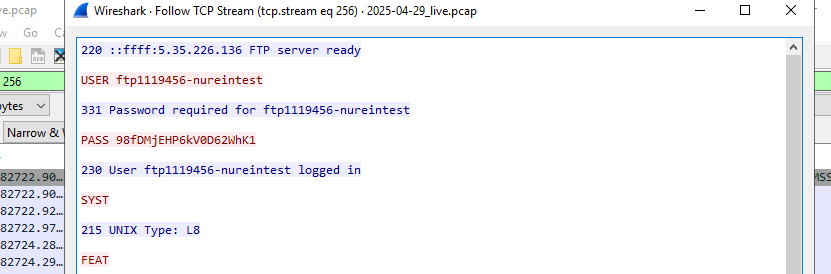 ve.pcap
Wireshark · Follow TCP Stream (tcp.stream eq 256) · 2025-04-29_live.pcap
220 ::ffff:5.35.226.136 FTP server ready
256
USER ftp1119456-nureintest
ytes
331 Password required for ftp1119456-nureintest
Narrow & W
PASS 98fDMjEHP6kV0D62WhK1
230 User ftp1119456-nureintest logged in
82722.90…
MSS
82722.90…
SYST
82722.92…
82722.97…
215 UNIX Type: L8
82724.28…
82724.29…
FEAT